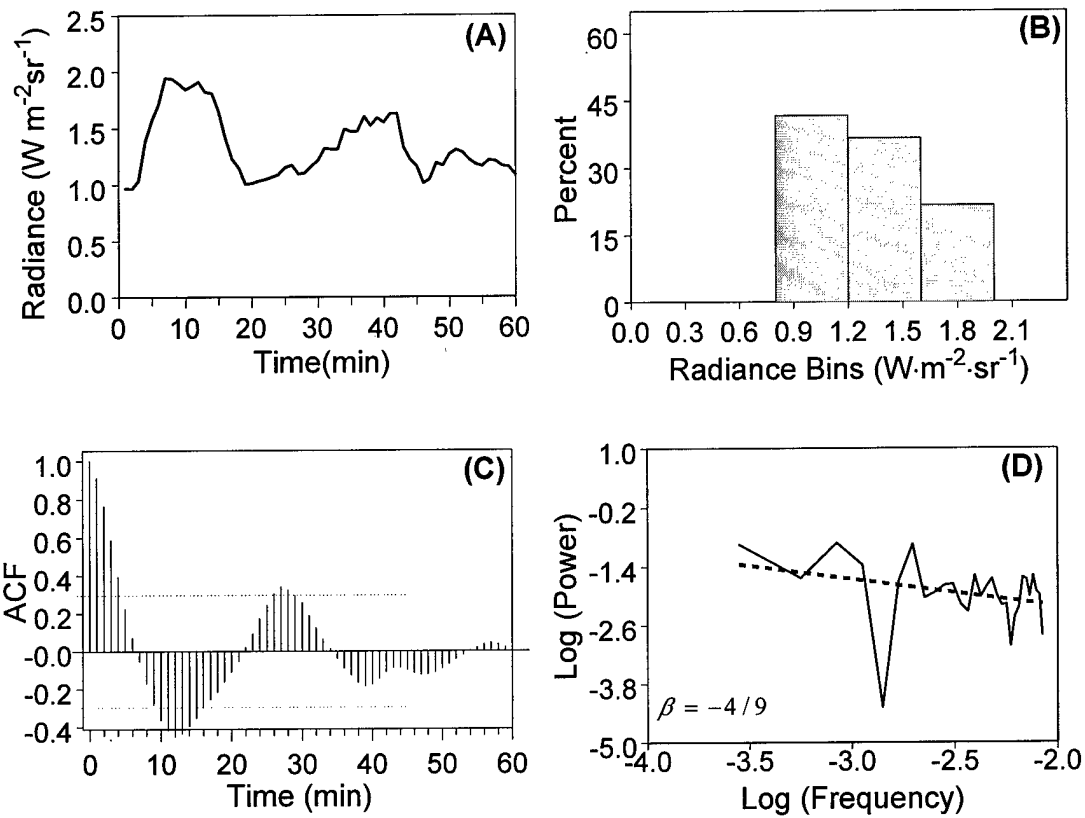 (A)
Radiance (W m⁻²sr⁻¹)
2.5
2.0
1.5
1.0
0.5
0.0
0 10 20 30 40 50 60
Time(min)
(B)
Percent
60
45
30
15
0
0.0 0.3 0.6 0.9 1.2 1.5 1.8 2.1
Radiance Bins (W·m⁻²·sr⁻¹)
(C)
ACF
1.0
0.8
0.6
0.4
0.2
-0.0
-0.2
-0.4
0 10 20 30 40 50 60
Time (min)
(D)
Log (Power)
1.0
-0.2
-1.4
-2.6
-3.8
-5.0
β = −4/9
-4.0 -3.5 -3.0 -2.5 -2.0
Log (Frequency)